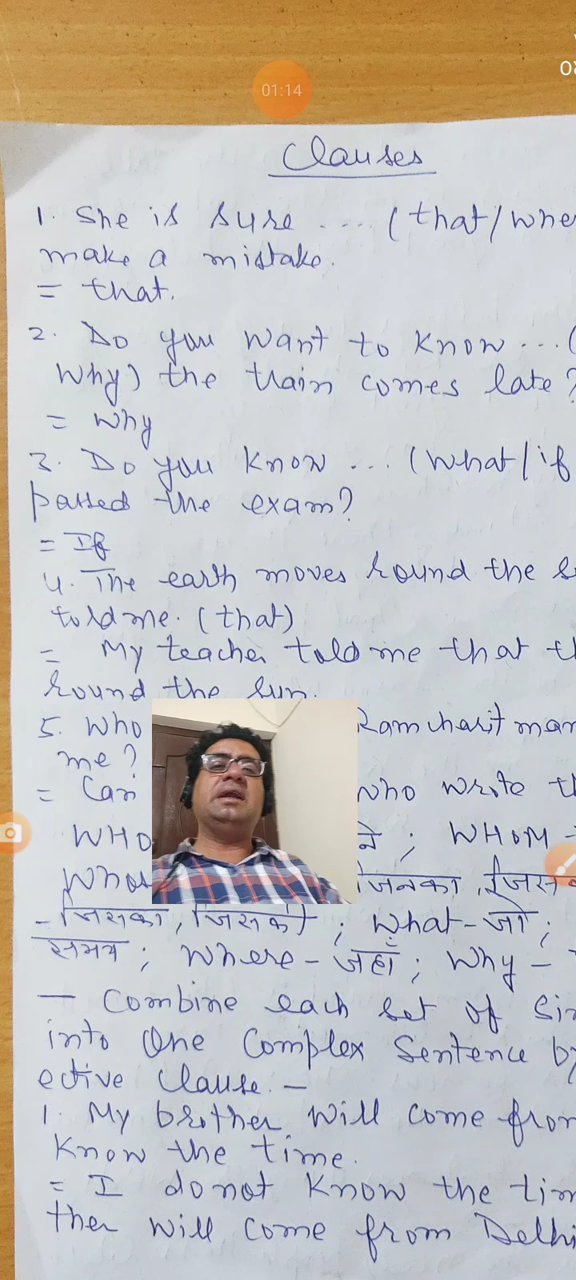 01:14
Clauses
1. She is sure .... (that/whe
make a mistake.
= that.
2. Do you want to know... (
Why) the train comes late?
= Why
3. Do you know ... (what/if
passed the exam?
= If
4. The earth moves round the s
told me. (that)
= My teacher told me that th
round the sun.
5. Who Ramcharit man
me?
= Can who write th
WHO ने ; WHOM -
Who जिनका, जिस
- जिसका, जिसकी ; What - जो ;
समय ; Where - जहाँ ; Why -
- Combine each set of Sim
into One Complex Sentence by
ective Clause. -
1. My brother will come from
know the time.
= I do not know the tim
ther will come from Delhi